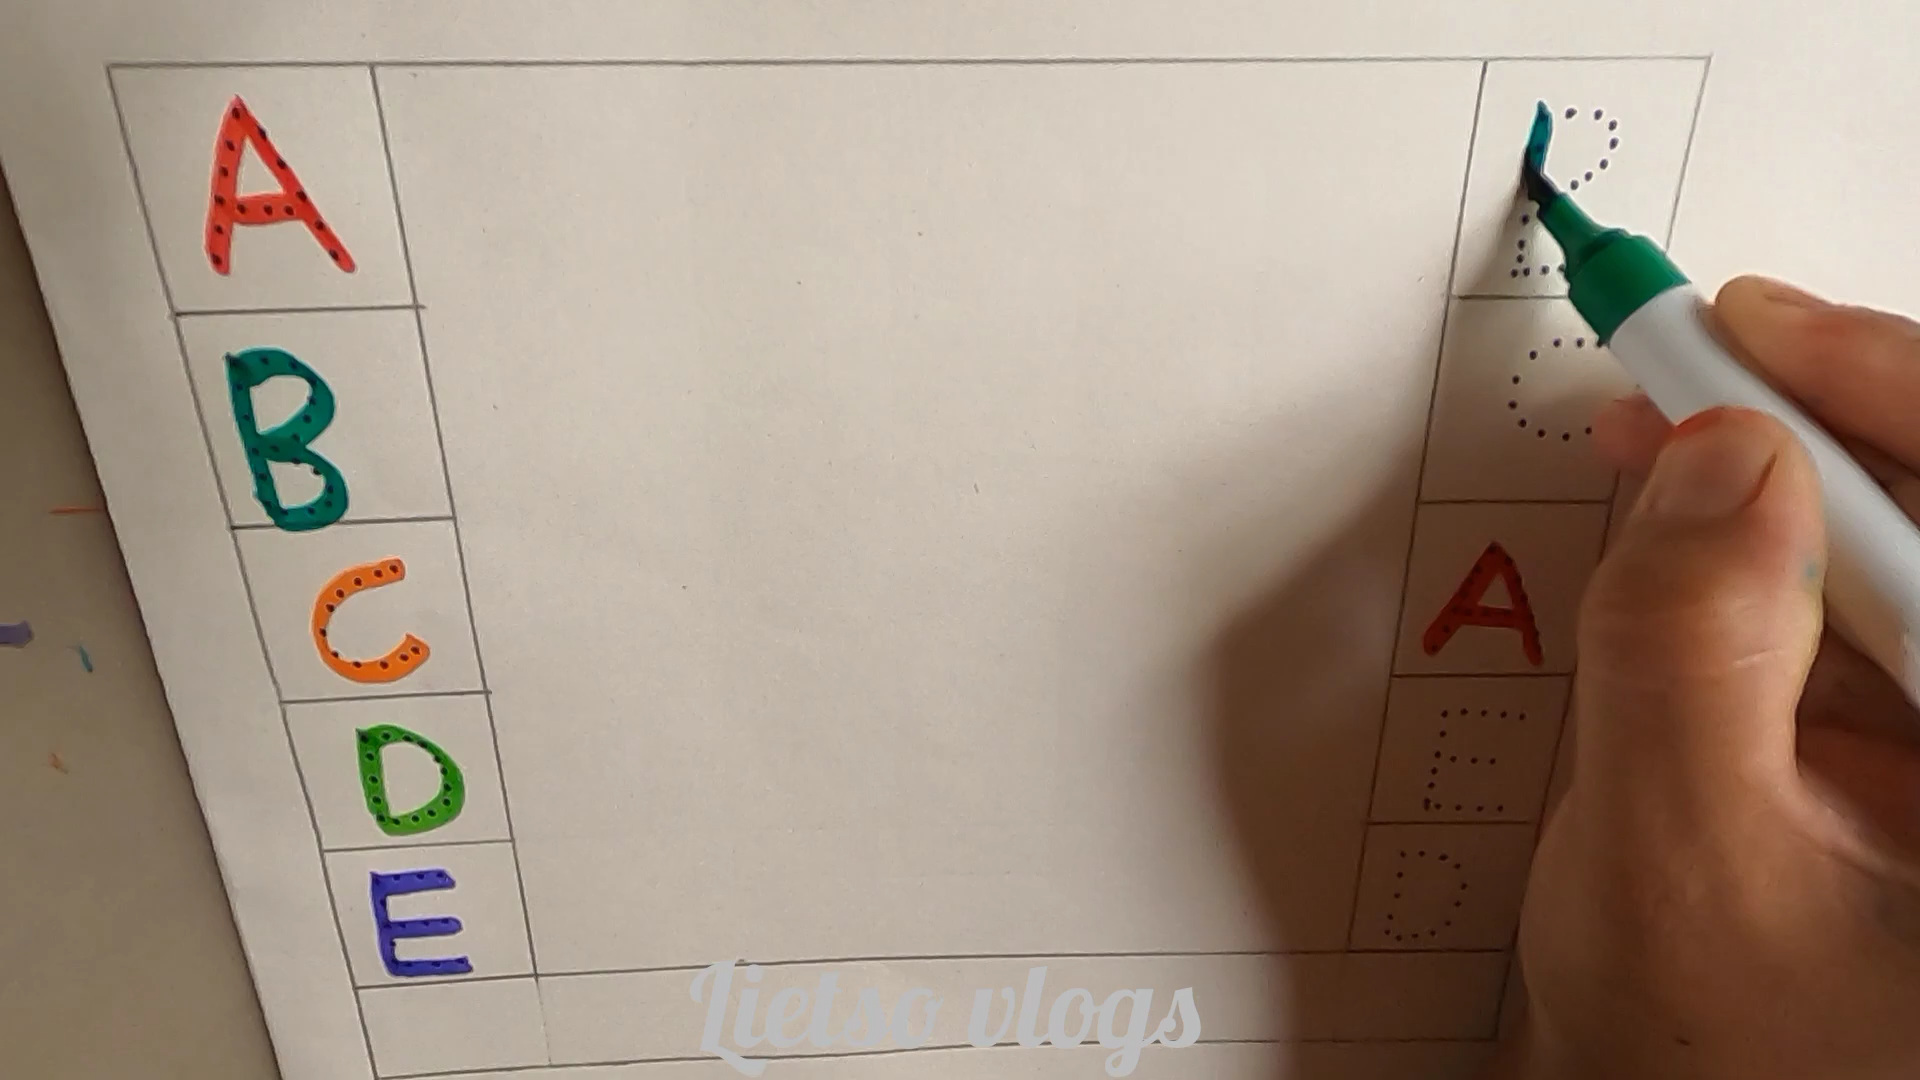 A B
B C
C A
D E
E D
Lietso vlogs